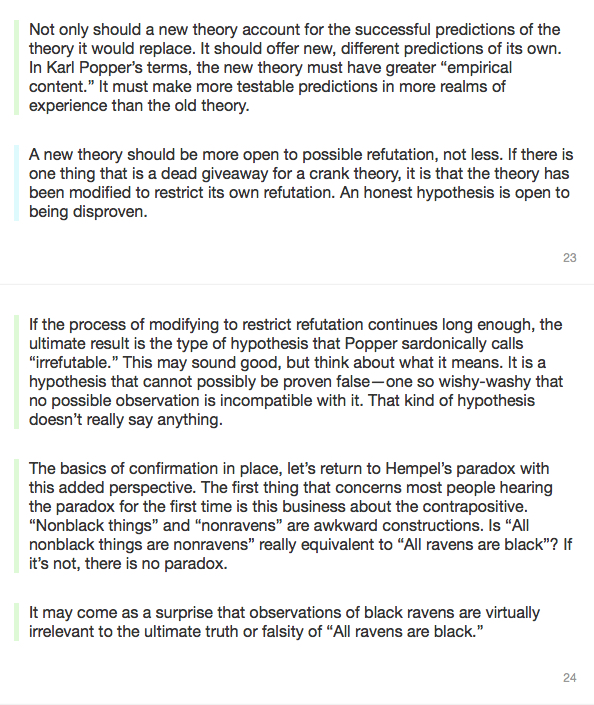 Not only should a new theory account for the successful predictions of the
theory it would replace. It should offer new, different predictions of its own.
In Karl Popper’s terms, the new theory must have greater “empirical
content.” It must make more testable predictions in more realms of
experience than the old theory.
A new theory should be more open to possible refutation, not less. If there is
one thing that is a dead giveaway for a crank theory, it is that the theory has
been modified to restrict its own refutation. An honest hypothesis is open to
being disproven.
23
If the process of modifying to restrict refutation continues long enough, the
ultimate result is the type of hypothesis that Popper sardonically calls
“irrefutable.” This may sound good, but think about what it means. It is a
hypothesis that cannot possibly be proven false—one so wishy-washy that
no possible observation is incompatible with it. That kind of hypothesis
doesn’t really say anything.
The basics of confirmation in place, let’s return to Hempel’s paradox with
this added perspective. The first thing that concerns most people hearing
the paradox for the first time is this business about the contrapositive.
“Nonblack things” and “nonravens” are awkward constructions. Is “All
nonblack things are nonravens” really equivalent to “All ravens are black”? If
it’s not, there is no paradox.
It may come as a surprise that observations of black ravens are virtually
irrelevant to the ultimate truth or falsity of “All ravens are black.”
24